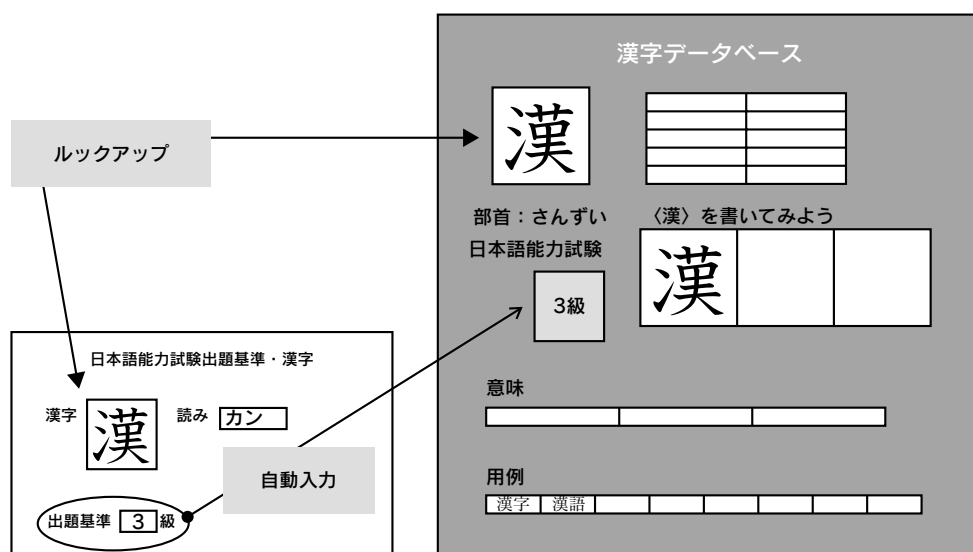 漢字データベース
漢
ルックアップ
部首：さんずい
〈漢〉を書いてみよう
日本語能力試験
漢
3級
日本語能力試験出題基準・漢字
漢字
漢
読み
カン
意味
自動入力
用例
漢字
漢語
出題基準 3 級